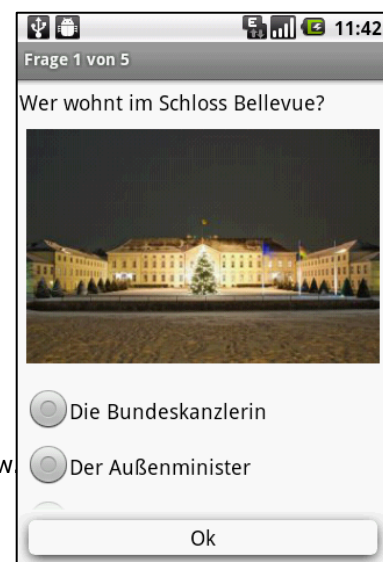 11:42
Frage 1 von 5
Wer wohnt im Schloss Bellevue?
Die Bundeskanzlerin
Der Außenminister
Ok